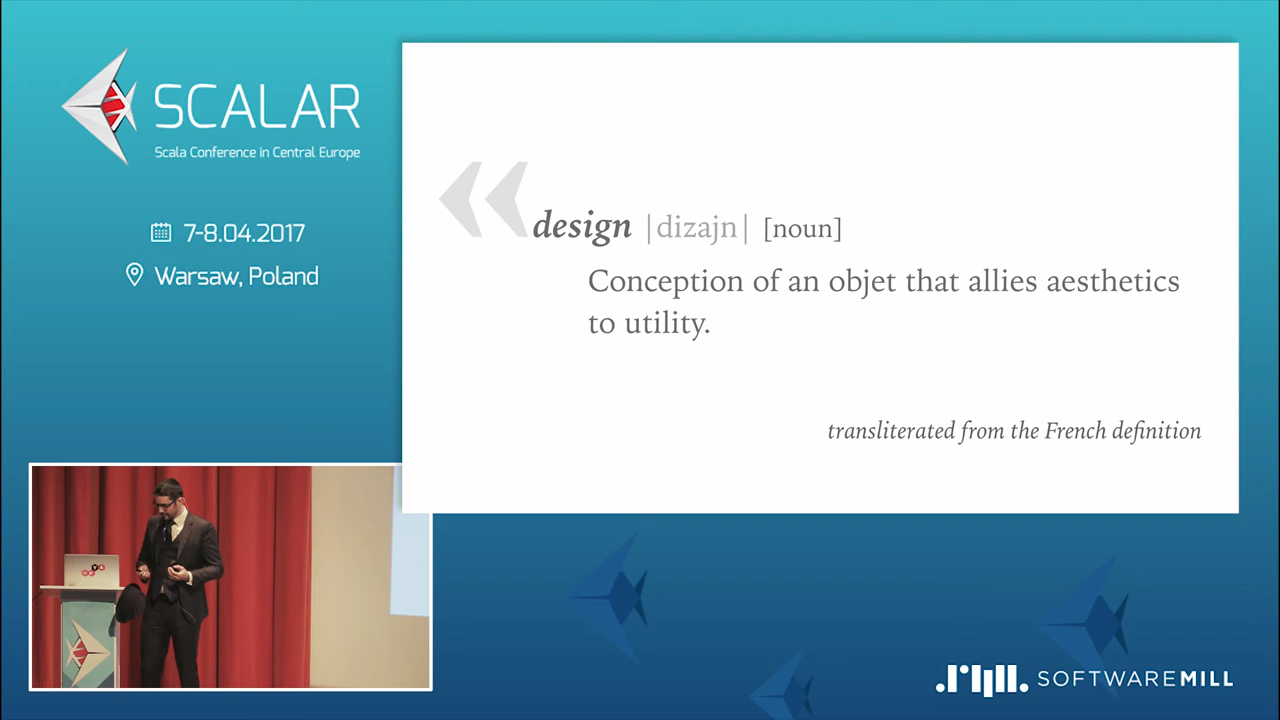 SCALAR
Scala Conference in Central Europe
7-8.04.2017
Warsaw, Poland
design |dizajn| [noun]
Conception of an objet that allies aesthetics
to utility.
transliterated from the French definition
SOFTWAREMILL